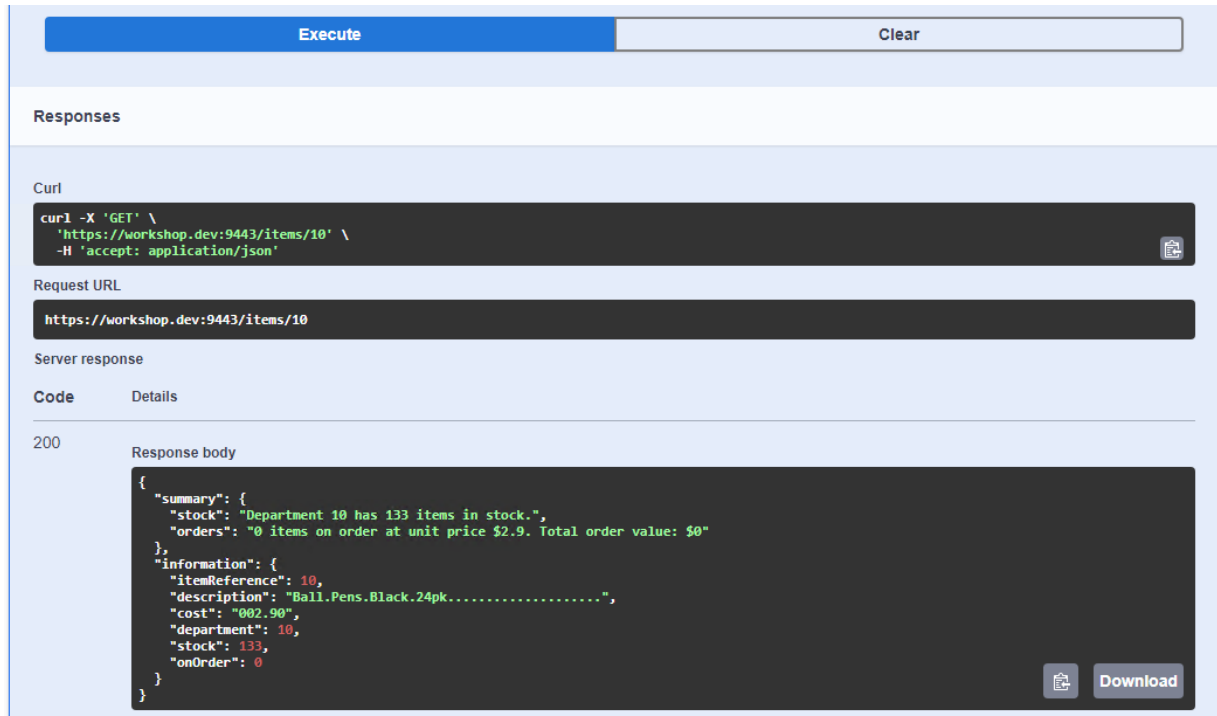 Execute Clear
Responses
Curl
curl -X 'GET' \
'https://workshop.dev:9443/items/10' \
-H 'accept: application/json'
Request URL
https://workshop.dev:9443/items/10
Server response
Code Details
200
Response body
{
"summary": {
"stock": "Department 10 has 133 items in stock.",
"orders": "0 items on order at unit price $2.9. Total order value: $0"
},
"information": {
"itemReference": 10,
"description": "Ball.Pens.Black.24pk....................",
"cost": "002.90",
"department": 10,
"stock": 133,
"onOrder": 0
}
}
Download